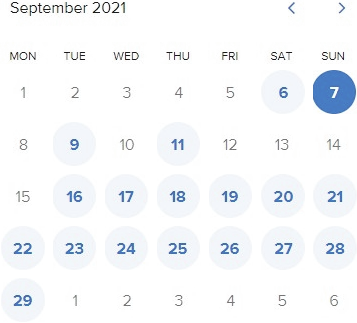 September 2021
MON TUE WED THU FRI SAT SUN
1 2 3 4 5 6 7
8 9 10 11 12 13 14
15 16 17 18 19 20 21
22 23 24 25 26 27 28
29 1 2 3 4 5 6